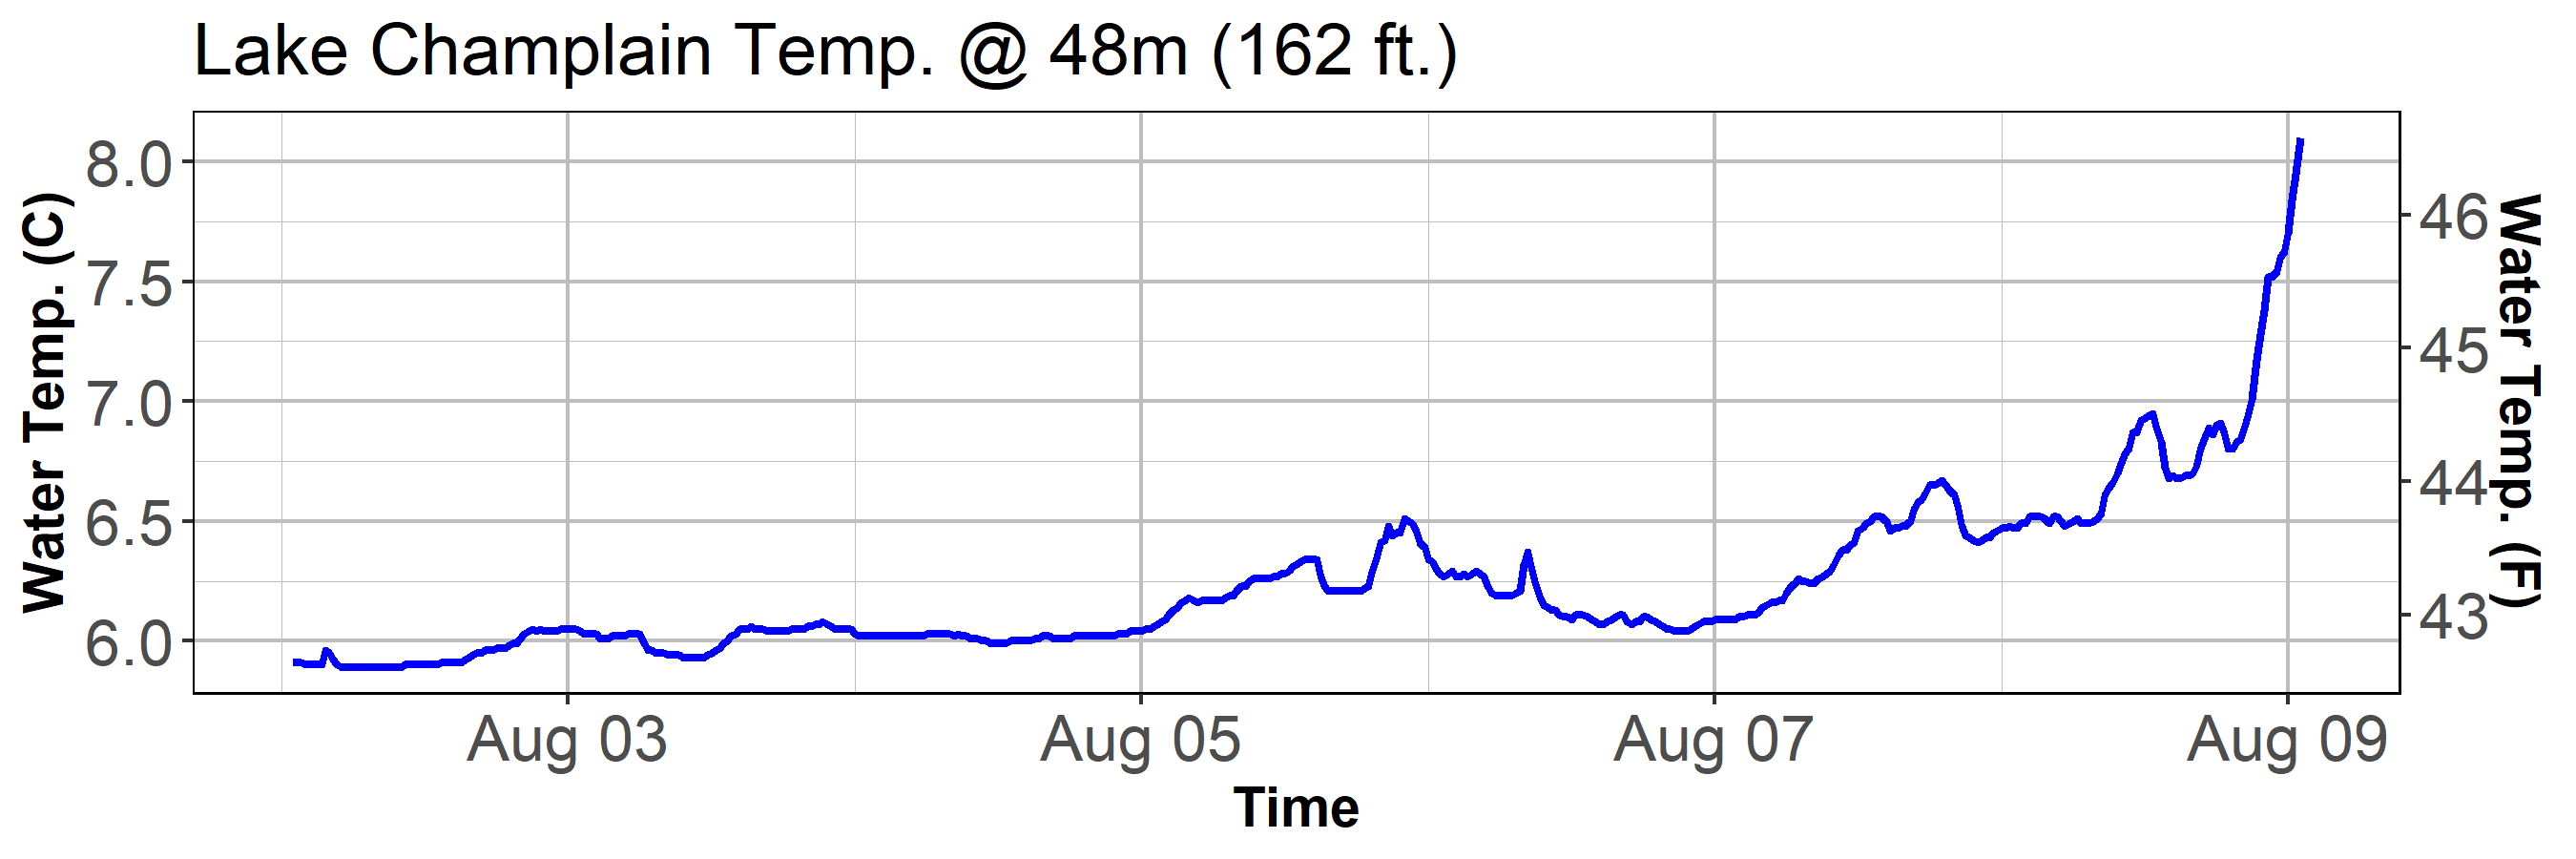 Lake Champlain Temp. @ 48m (162 ft.)
Water Temp. (C)
8.0
7.5
7.0
6.5
6.0
46
45
44
43
Water Temp. (F)
Aug 03 Aug 05 Aug 07 Aug 09
Time